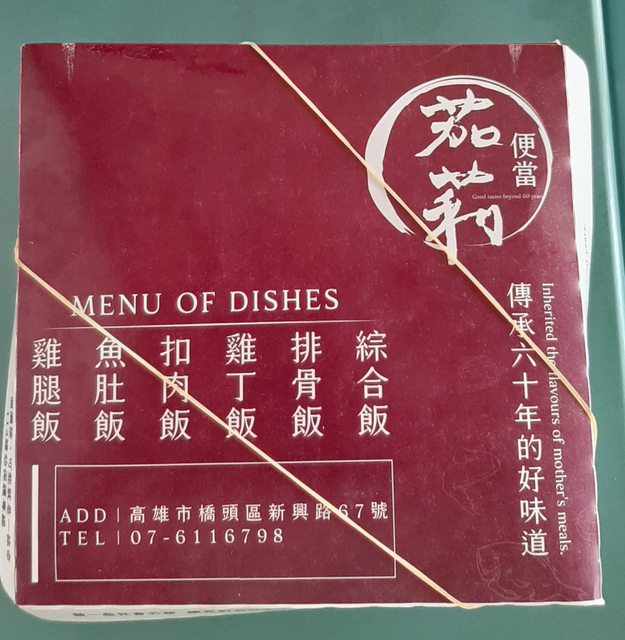 茄莉
便當
Good tastes beyond 60 years
Inherited the flavours of mother's meals.
傳承六十年的好味道
MENU OF DISHES
綜合飯
排骨飯
雞丁飯
扣肉飯
魚肚飯
雞腿飯
ADD|高雄市橋頭區新興路67號
TEL|07-6116798